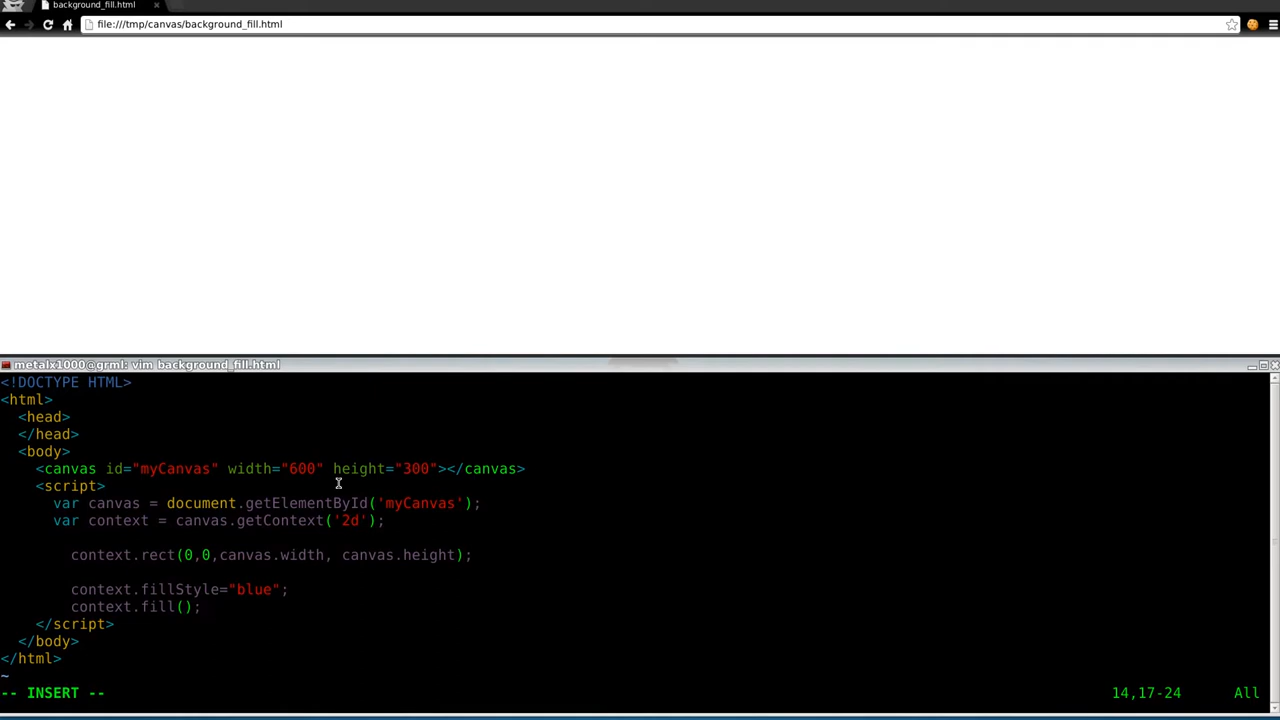 background_fill.html
file:///tmp/canvas/background_fill.html
metalx1000@grml: vim background_fill.html
<!DOCTYPE HTML>
<html>
  <head>
  </head>
  <body>
    <canvas id="myCanvas" width="600" height="300"></canvas>
    <script>
      var canvas = document.getElementById('myCanvas');
      var context = canvas.getContext('2d');
        context.rect(0,0,canvas.width, canvas.height);
        context.fillStyle="blue";
        context.fill();
    </script>
  </body>
</html>
~
-- INSERT -- 14,17-24 All